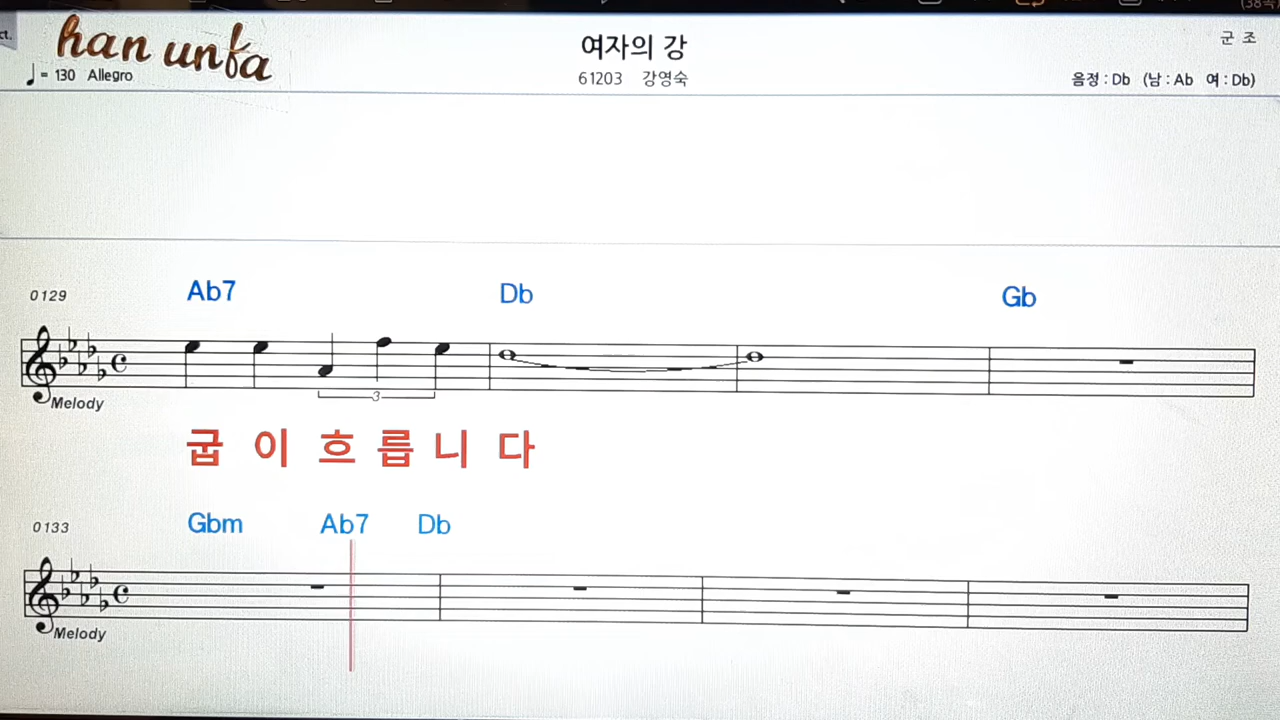 ct.
han unfa
여자의 강
군 조
♩= 130 Allegro
61203 강영숙
음정 : Db (남 : Ab 여 : Db)
0129 Ab7 Db Gb
3
Melody
굽 이 흐 릅 니 다
0133 Gbm Ab7 Db
Melody